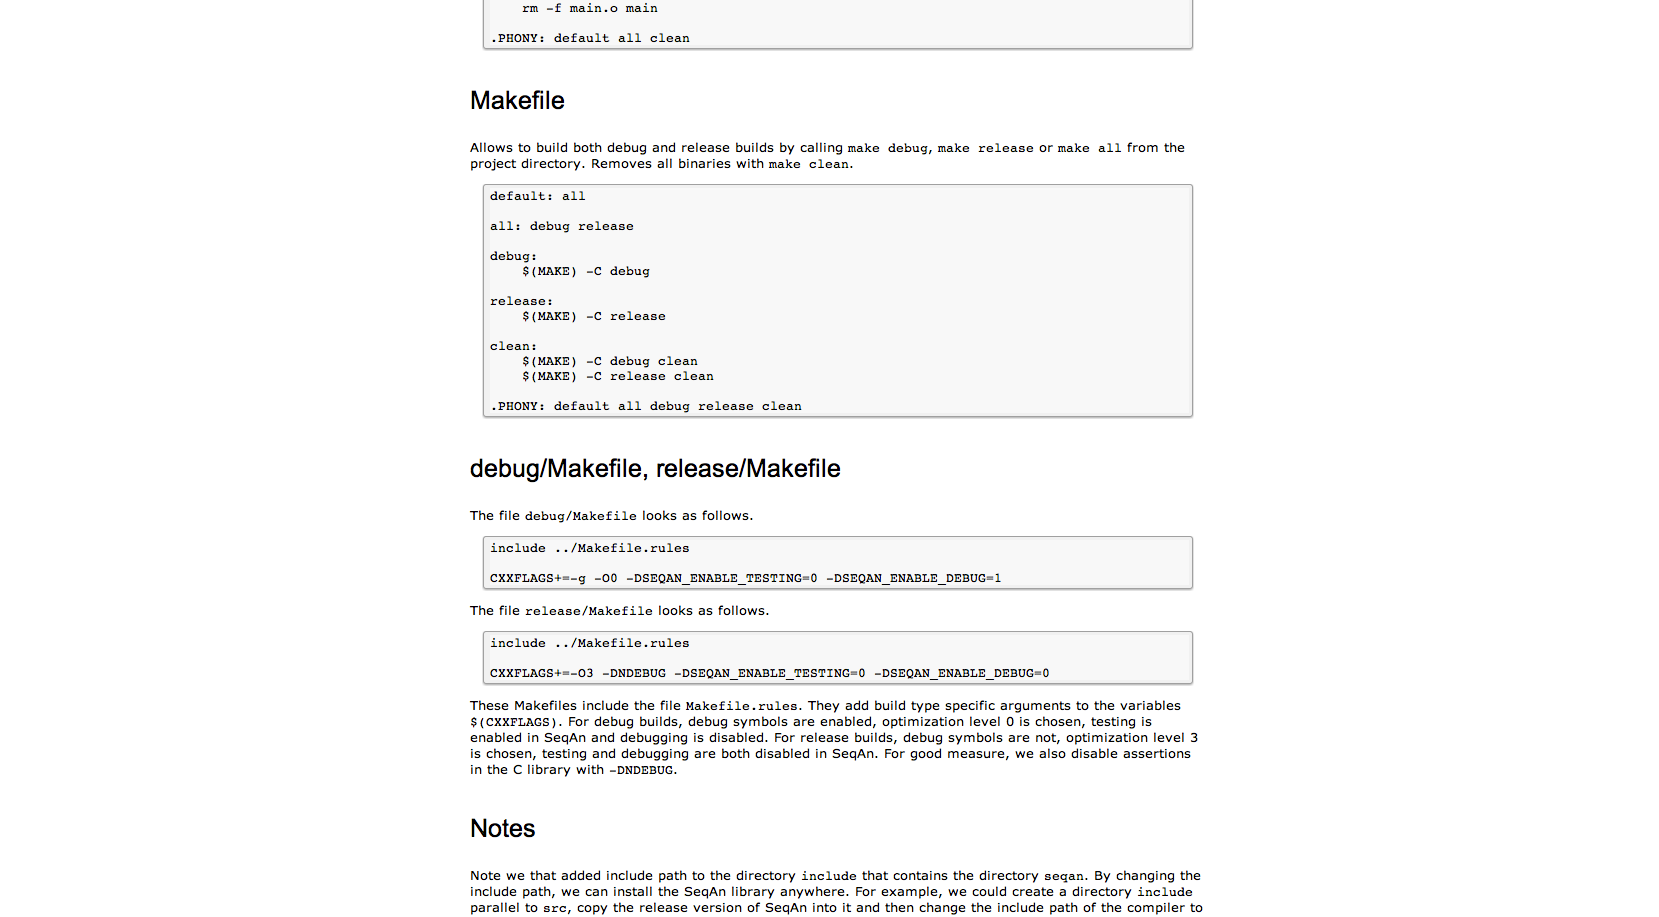 rm -f main.o main
.PHONY: default all clean
Makefile
Allows to build both debug and release builds by calling make debug, make release or make all from the
project directory. Removes all binaries with make clean.
default: all
all: debug release
debug:
$(MAKE) -C debug
release:
$(MAKE) -C release
clean:
$(MAKE) -C debug clean
$(MAKE) -C release clean
.PHONY: default all debug release clean
debug/Makefile, release/Makefile
The file debug/Makefile looks as follows.
include ../Makefile.rules
CXXFLAGS+=-g -O0 -DSEQAN_ENABLE_TESTING=0 -DSEQAN_ENABLE_DEBUG=1
The file release/Makefile looks as follows.
include ../Makefile.rules
CXXFLAGS+=-O3 -DNDEBUG -DSEQAN_ENABLE_TESTING=0 -DSEQAN_ENABLE_DEBUG=0
These Makefiles include the file Makefile.rules. They add build type specific arguments to the variables
$(CXXFLAGS). For debug builds, debug symbols are enabled, optimization level 0 is chosen, testing is
enabled in SeqAn and debugging is disabled. For release builds, debug symbols are not, optimization level 3
is chosen, testing and debugging are both disabled in SeqAn. For good measure, we also disable assertions
in the C library with -DNDEBUG.
Notes
Note we that added include path to the directory include that contains the directory seqan. By changing the
include path, we can install the SeqAn library anywhere. For example, we could create a directory include
parallel to src, copy the release version of SeqAn into it and then change the include path of the compiler to